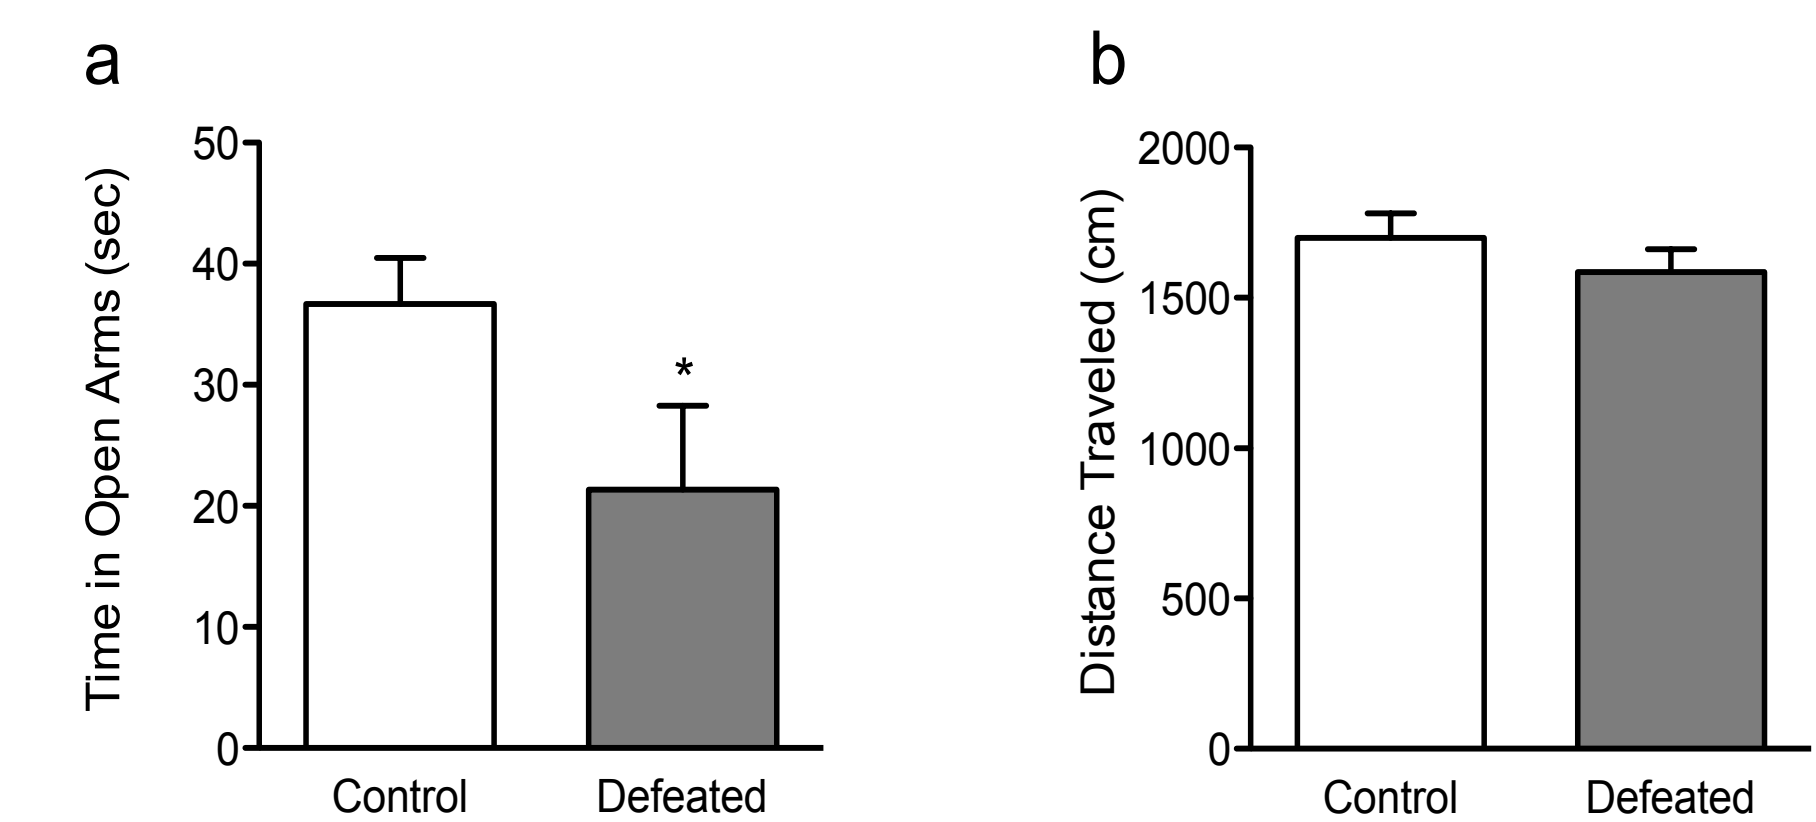 a
Time in Open Arms (sec)
50
40
30
20
10
0
*
Control
Defeated
b
Distance Traveled (cm)
2000
1500
1000
500
0
Control
Defeated